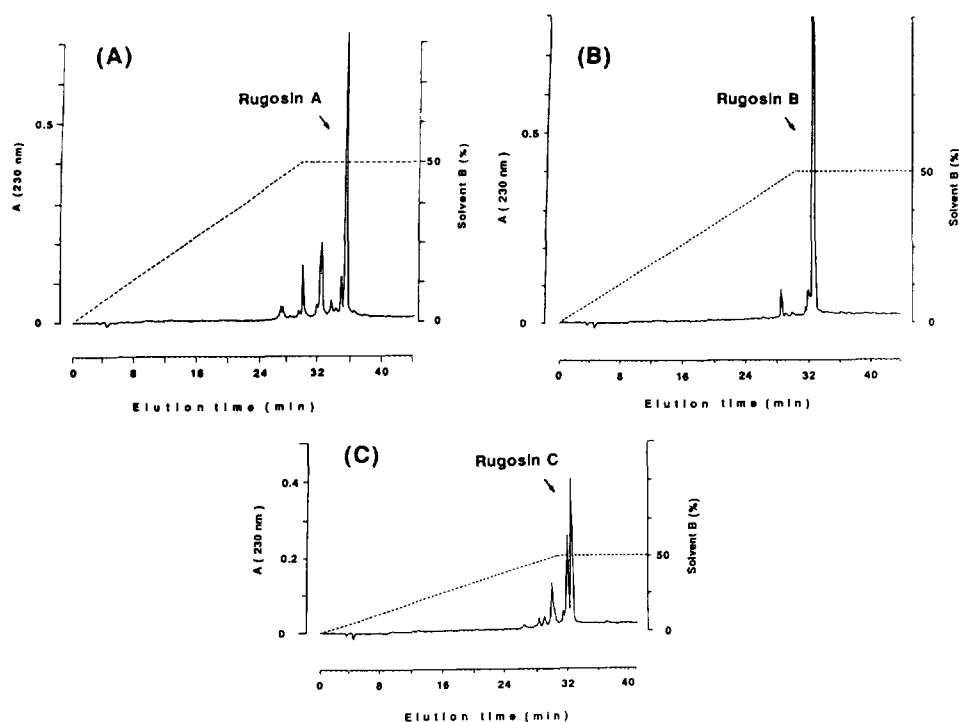 (A)
Rugosin A
0.5
0
A (230 nm)
50
0
Solvent B (%)
0 8 16 24 32 40
Elution time (min)
(B)
Rugosin B
0.5
0
A (230 nm)
50
0
Solvent B (%)
0 8 16 24 32 40
Elution time (min)
(C)
Rugosin C
0.4
0.2
0
A (230 nm)
50
0
Solvent B (%)
0 8 16 24 32 40
Elution time (min)